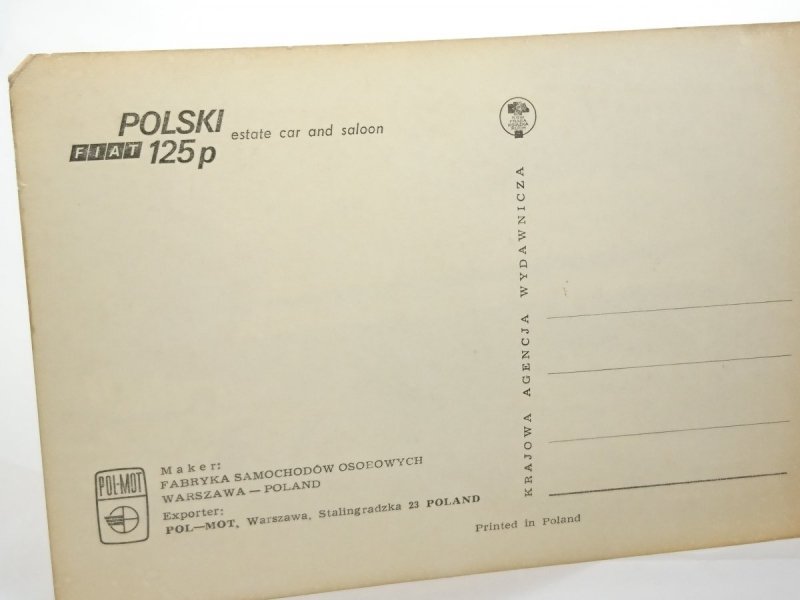 POLSKI
FIAT 125p
estate car and saloon
KRAJOWA AGENCJA WYDAWNICZA
POL-MOT
Maker:
FABRYKA SAMOCHODÓW OSOBOWYCH
WARSZAWA — POLAND
Exporter:
POL—MOT, Warszawa, Stalingradzka 23 POLAND
Printed in Poland